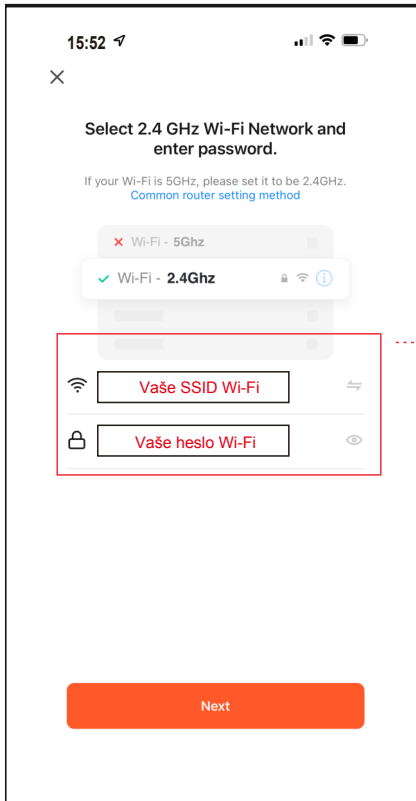 15:52
Select 2.4 GHz Wi-Fi Network and
enter password.
If your Wi-Fi is 5GHz, please set it to be 2.4GHz.
Common router setting method
Wi-Fi - 5Ghz
Wi-Fi - 2.4Ghz
Vaše SSID Wi-Fi
Vaše heslo Wi-Fi
Next